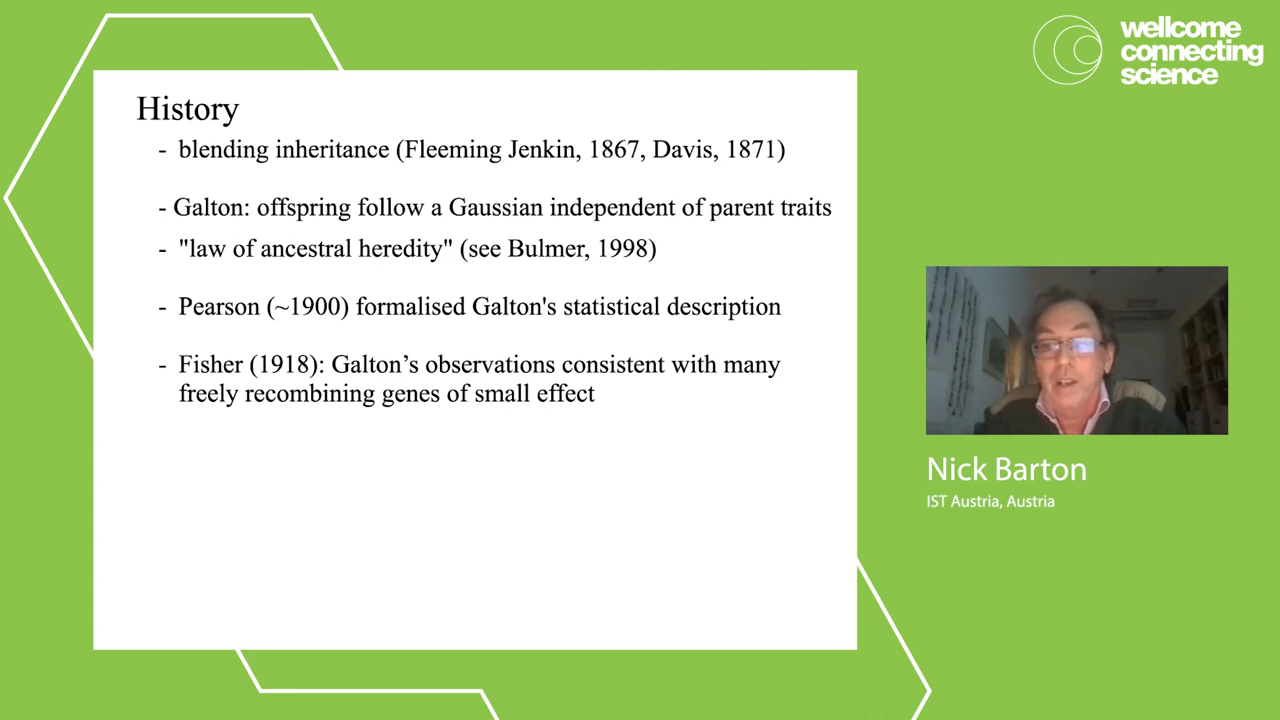 wellcome
connecting
science
History
- blending inheritance (Fleeming Jenkin, 1867, Davis, 1871)
- Galton: offspring follow a Gaussian independent of parent traits
- "law of ancestral heredity" (see Bulmer, 1998)
- Pearson (~1900) formalised Galton's statistical description
- Fisher (1918): Galton’s observations consistent with many
freely recombining genes of small effect
Nick Barton
IST Austria, Austria